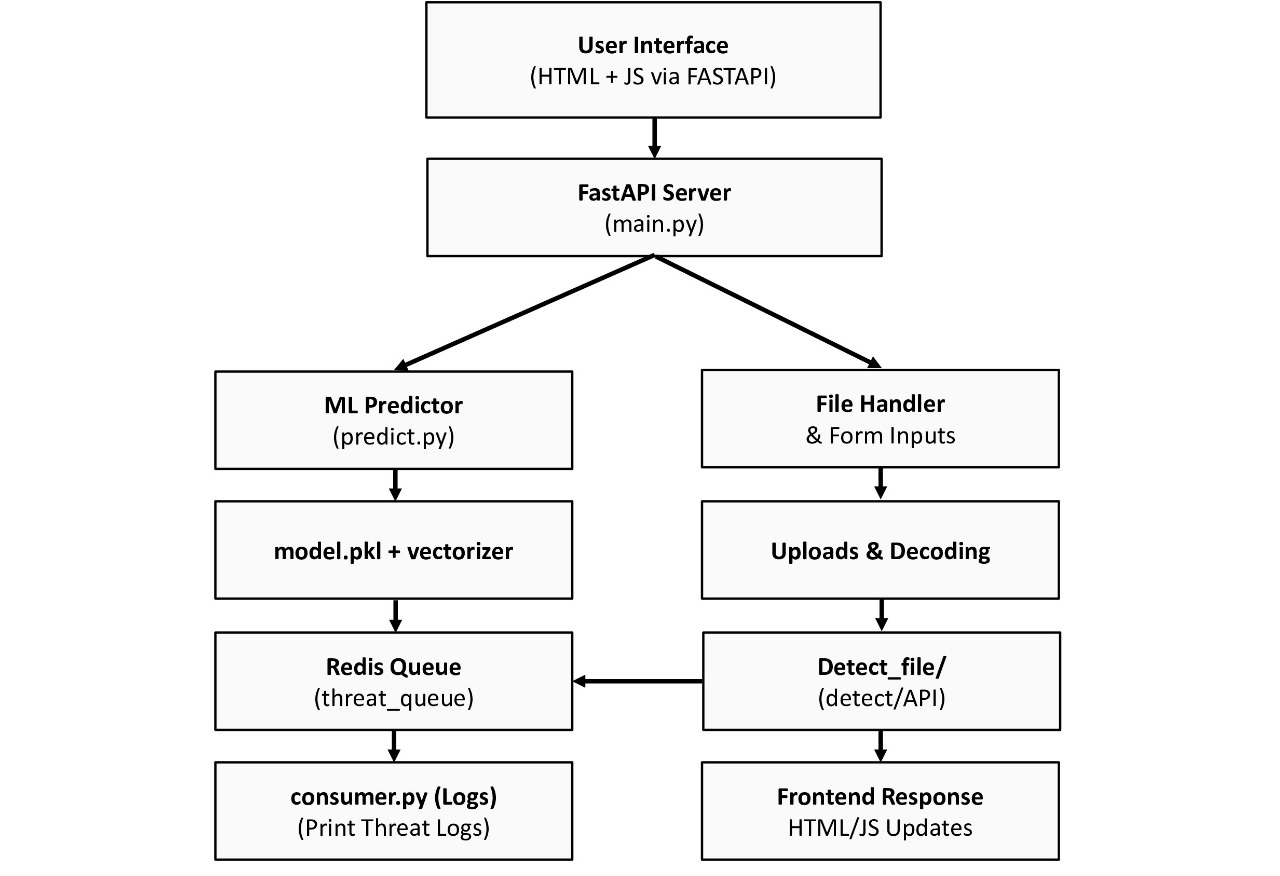 User Interface
(HTML + JS via FASTAPI)
FastAPI Server
(main.py)
ML Predictor
(predict.py)
File Handler
& Form Inputs
model.pkl + vectorizer
Uploads & Decoding
Redis Queue
(threat_queue)
Detect_file/
(detect/API)
consumer.py (Logs)
(Print Threat Logs)
Frontend Response
HTML/JS Updates